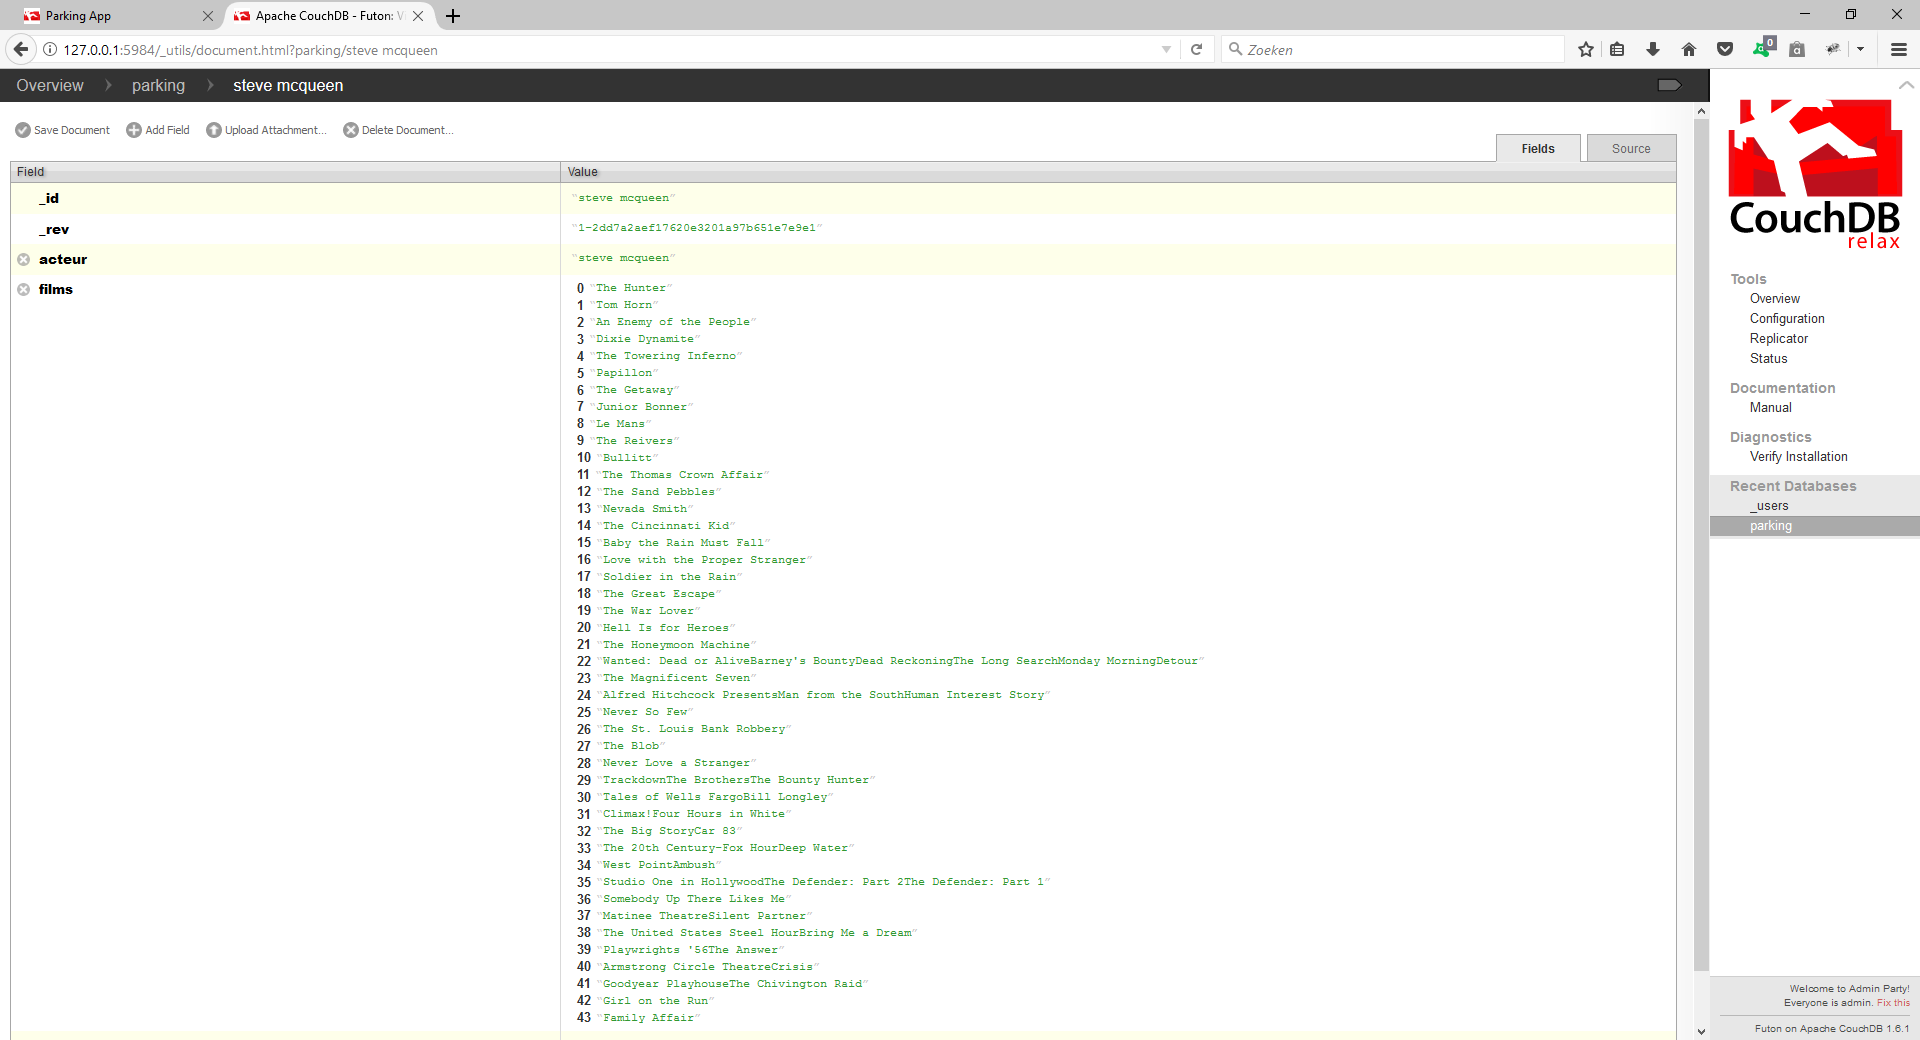 Parking App
Apache CouchDB - Futon: V
127.0.0.1:5984/_utils/document.html?parking/steve mcqueen
Zoeken
0
Overview
parking
steve mcqueen
Save Document
Add Field
Upload Attachment...
Delete Document...
Fields
Source
Field
Value
_id
"steve mcqueen"
_rev
"1-2dd7a2aef17620e3201a97b651e7e9e1"
acteur
"steve mcqueen"
films
0 "The Hunter"
1 "Tom Horn"
2 "An Enemy of the People"
3 "Dixie Dynamite"
4 "The Towering Inferno"
5 "Papillon"
6 "The Getaway"
7 "Junior Bonner"
8 "Le Mans"
9 "The Reivers"
10 "Bullitt"
11 "The Thomas Crown Affair"
12 "The Sand Pebbles"
13 "Nevada Smith"
14 "The Cincinnati Kid"
15 "Baby the Rain Must Fall"
16 "Love with the Proper Stranger"
17 "Soldier in the Rain"
18 "The Great Escape"
19 "The War Lover"
20 "Hell Is for Heroes"
21 "The Honeymoon Machine"
22 "Wanted: Dead or AliveBarney's BountyDead ReckoningThe Long SearchMonday MorningDetour"
23 "The Magnificent Seven"
24 "Alfred Hitchcock PresentsMan from the SouthHuman Interest Story"
25 "Never So Few"
26 "The St. Louis Bank Robbery"
27 "The Blob"
28 "Never Love a Stranger"
29 "TrackdownThe BrothersThe Bounty Hunter"
30 "Tales of Wells FargoBill Longley"
31 "Climax!Four Hours in White"
32 "The Big StoryCar 83"
33 "The 20th Century-Fox HourDeep Water"
34 "West PointAmbush"
35 "Studio One in HollywoodThe Defender: Part 2The Defender: Part 1"
36 "Somebody Up There Likes Me"
37 "Matinee TheatreSilent Partner"
38 "The United States Steel HourBring Me a Dream"
39 "Playwrights '56The Answer"
40 "Armstrong Circle TheatreCrisis"
41 "Goodyear PlayhouseThe Chivington Raid"
42 "Girl on the Run"
43 "Family Affair"
CouchDB
relax
Tools
Overview
Configuration
Replicator
Status
Documentation
Manual
Diagnostics
Verify Installation
Recent Databases
_users
parking
Welcome to Admin Party!
Everyone is admin. Fix this
Futon on Apache CouchDB 1.6.1